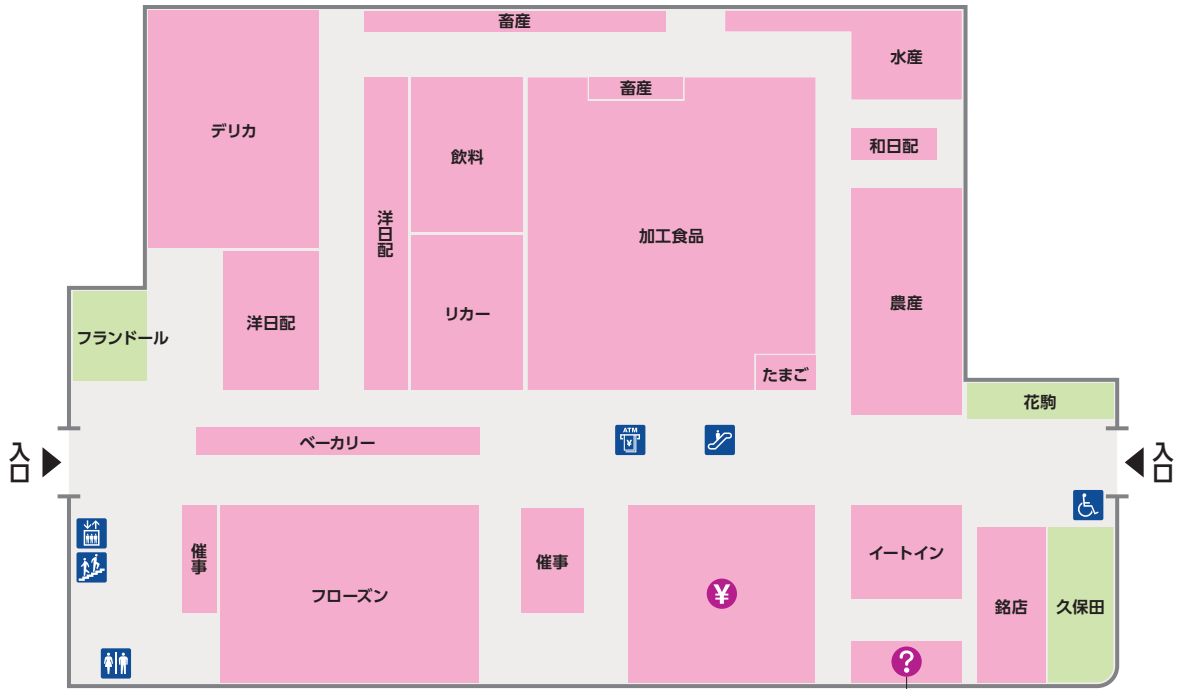 畜産
水産
畜産
デリカ
和日配
飲料
洋日配
加工食品
農産
リカー
洋日配
フランドール
たまご
花駒
ATM
¥
ベーカリー
入口
入口
催事
フローズン
催事
¥
イートイン
銘店
久保田
?